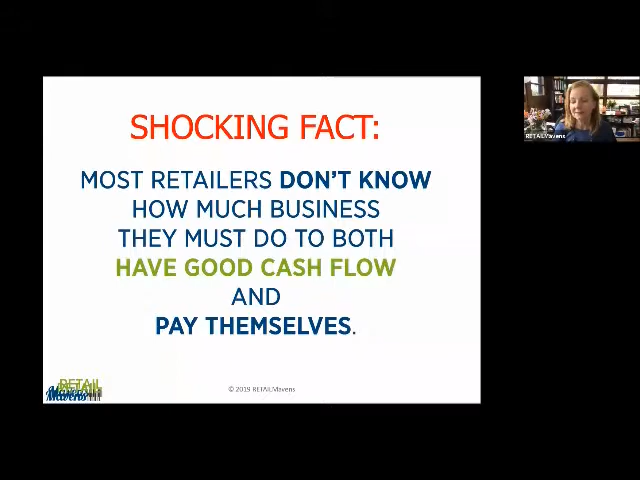 SHOCKING FACT:
MOST RETAILERS DON'T KNOW
HOW MUCH BUSINESS
THEY MUST DO TO BOTH
HAVE GOOD CASH FLOW
AND
PAY THEMSELVES.
RETAIL
Mavens
© 2019 RETAILMavens
RETAILMavens